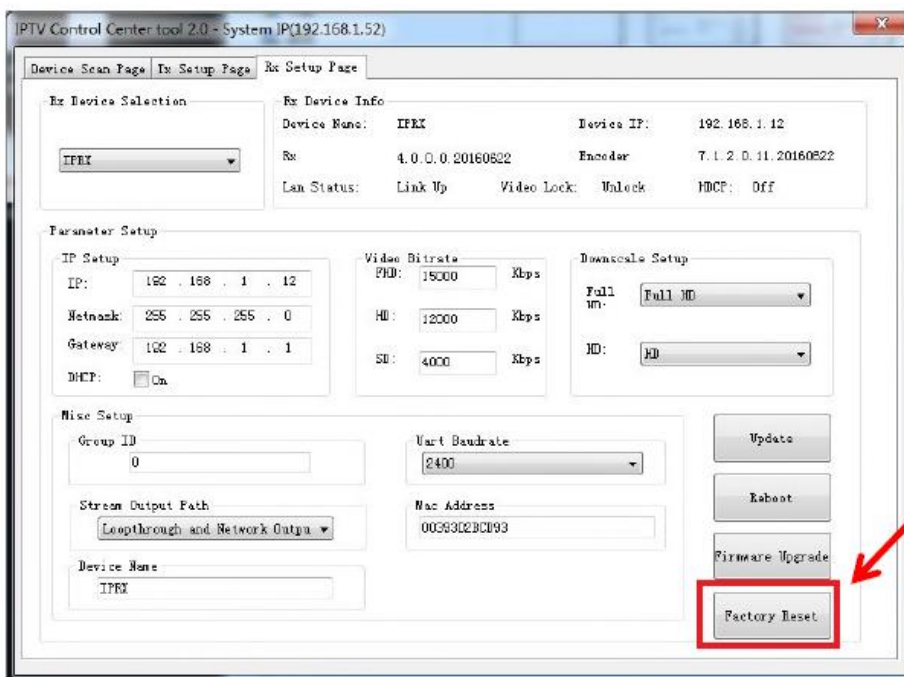 IPTV Control Center tool 2.0 - System IP(192.168.1.52)
Device Scan Page Tx Setup Page Rx Setup Page
Rx Device Selection
IPRX
Rx Device Info
Device Name: IPRX Device IP: 192.168.1.12
Rx 4.0.0.0.20160622 Encoder 7.1.2.0.11.20160822
Lan Status: Link Up Video Lock: Unlock HDCP: Off
Parameter Setup
IP Setup
IP: 192 . 168 . 1 . 12
Netmask: 255 . 255 . 255 . 0
Gateway: 192 . 168 . 1 . 1
DHCP: On
Video Bitrate
FHD: 15000 Kbps
HD: 12000 Kbps
SD: 4000 Kbps
Downscale Setup
Full Full HD
HD: HD
Misc Setup
Group ID
0
Uart Baudrate
2400
Stream Output Path
Loopthrough and Network Outpu
Mac Address
Device Name
IPRX
Update
Reboot
Firmware Upgrade
Factory Reset